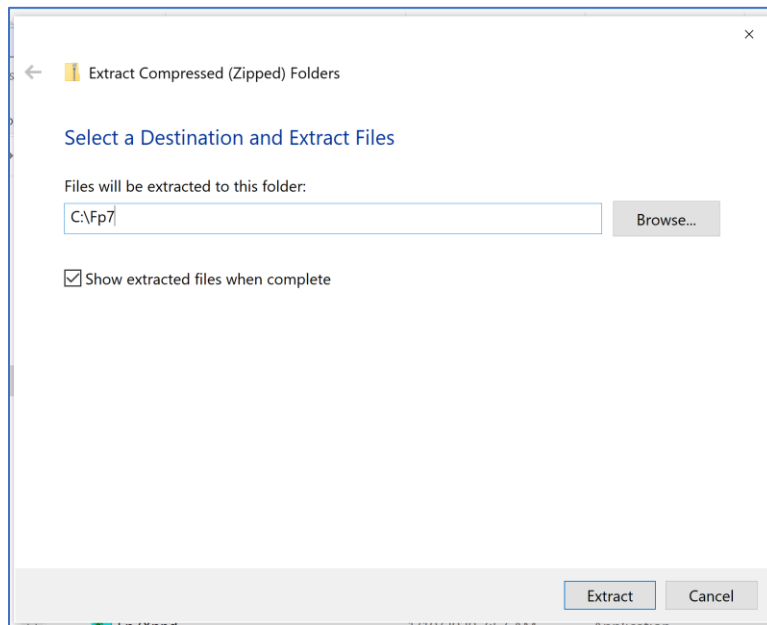 Extract Compressed (Zipped) Folders
Select a Destination and Extract Files
Files will be extracted to this folder:
C:\Fp7
Browse...
Show extracted files when complete
Extract
Cancel